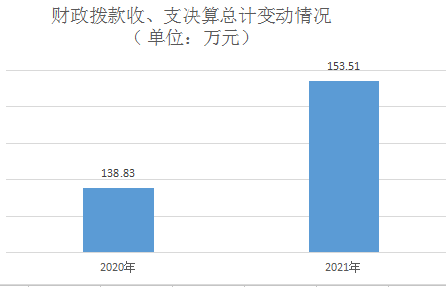 财政拨款收、支决算总计变动情况
（ 单位：万元）
153.51
138.83
2020年
2021年